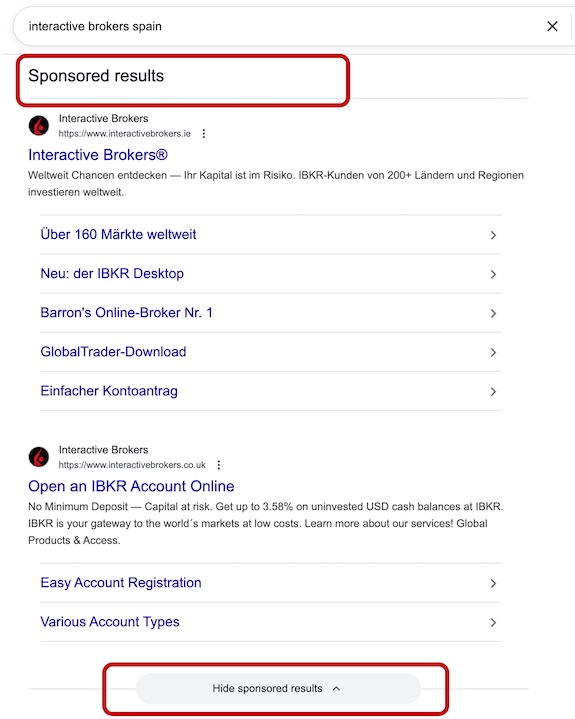 interactive brokers spain
Sponsored results
Interactive Brokers
https://www.interactivebrokers.ie
Interactive Brokers®
Weltweit Chancen entdecken — Ihr Kapital ist im Risiko. IBKR-Kunden von 200+ Ländern und Regionen
investieren weltweit.
Über 160 Märkte weltweit
Neu: der IBKR Desktop
Barron's Online-Broker Nr. 1
GlobalTrader-Download
Einfacher Kontoantrag
Interactive Brokers
https://www.interactivebrokers.co.uk
Open an IBKR Account Online
No Minimum Deposit — Capital at risk. Get up to 3.58% on uninvested USD cash balances at IBKR.
IBKR is your gateway to the world´s markets at low costs. Learn more about our services! Global
Products & Access.
Easy Account Registration
Various Account Types
Hide sponsored results